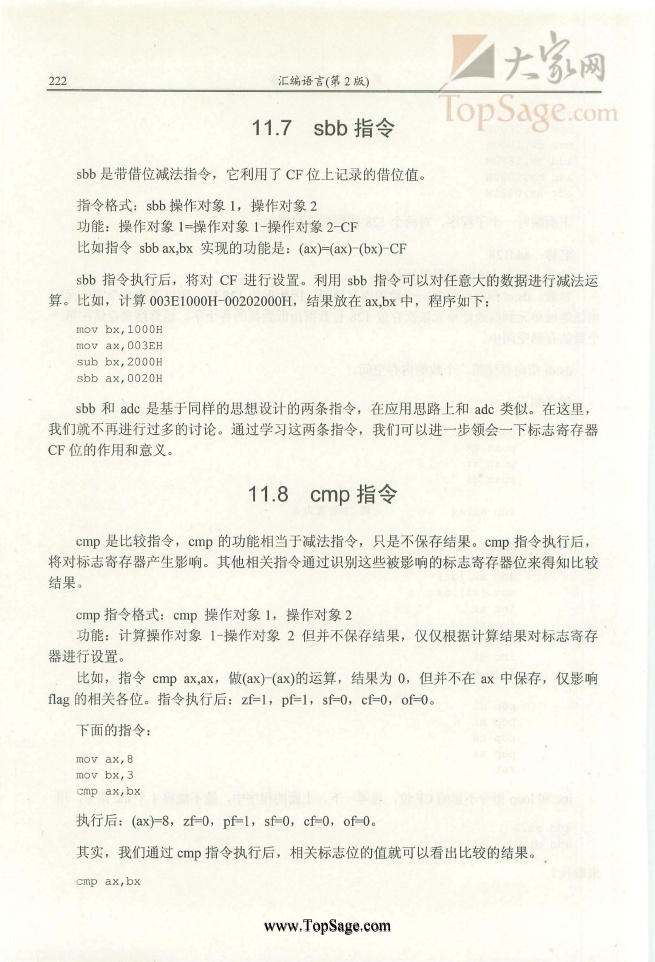 大家网
TopSage.com
222
汇编语言(第 2 版)
11.7 sbb 指令
sbb 是带借位减法指令，它利用了 CF 位上记录的借位值。
指令格式：sbb 操作对象 1，操作对象 2
功能：操作对象 1=操作对象 1-操作对象 2-CF
比如指令 sbb ax,bx 实现的功能是：(ax)=(ax)-(bx)-CF
sbb 指令执行后，将对 CF 进行设置。利用 sbb 指令可以对任意大的数据进行减法运
算。比如，计算 003E1000H-00202000H，结果放在 ax,bx 中，程序如下：
mov bx,1000H
mov ax,003EH
sub bx,2000H
sbb ax,0020H
sbb 和 adc 是基于同样的思想设计的两条指令，在应用思路上和 adc 类似。在这里，
我们就不再进行过多的讨论。通过学习这两条指令，我们可以进一步领会一下标志寄存器
CF 位的作用和意义。
11.8 cmp 指令
cmp 是比较指令，cmp 的功能相当于减法指令，只是不保存结果。cmp 指令执行后，
将对标志寄存器产生影响。其他相关指令通过识别这些被影响的标志寄存器位来得知比较
结果。
cmp 指令格式：cmp 操作对象 1，操作对象 2
功能：计算操作对象 1-操作对象 2 但并不保存结果，仅仅根据计算结果对标志寄存
器进行设置。
比如，指令 cmp ax,ax，做(ax)-(ax)的运算，结果为 0，但并不在 ax 中保存，仅影响
flag 的相关各位。指令执行后：zf=1，pf=1，sf=0，cf=0，of=0。
下面的指令：
mov ax,8
mov bx,3
cmp ax,bx
执行后：(ax)=8，zf=0，pf=1，sf=0，cf=0，of=0。
其实，我们通过 cmp 指令执行后，相关标志位的值就可以看出比较的结果。
cmp ax,bx
www.TopSage.com